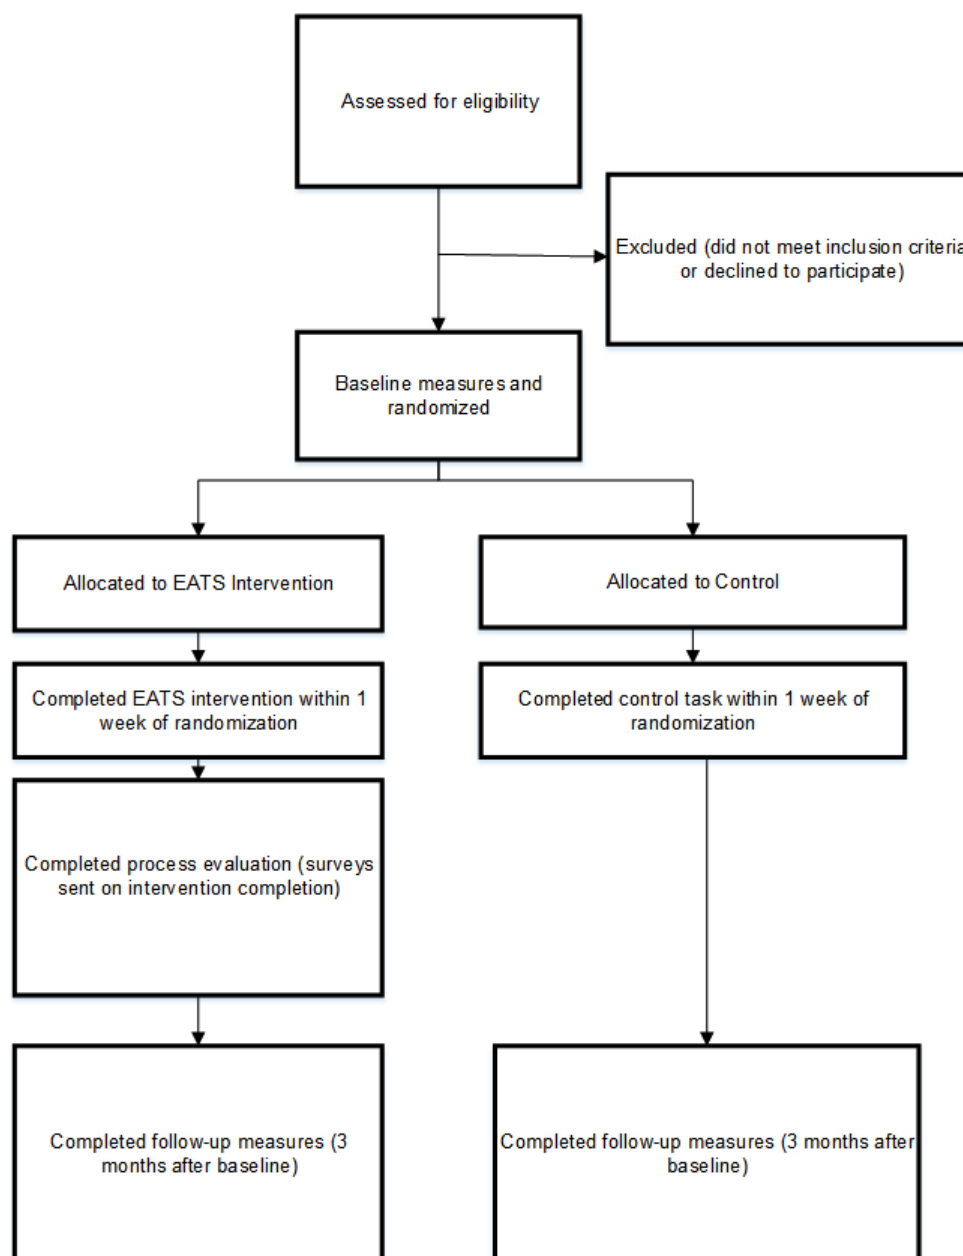 Assessed for eligibility
Excluded (did not meet inclusion criteria
or declined to participate)
Baseline measures and
randomized
Allocated to EATS Intervention
Allocated to Control
Completed EATS intervention within 1
week of randomization
Completed control task within 1 week of
randomization
Completed process evaluation (surveys
sent on intervention completion)
Completed follow-up measures (3
months after baseline)
Completed follow-up measures (3 months after
baseline)